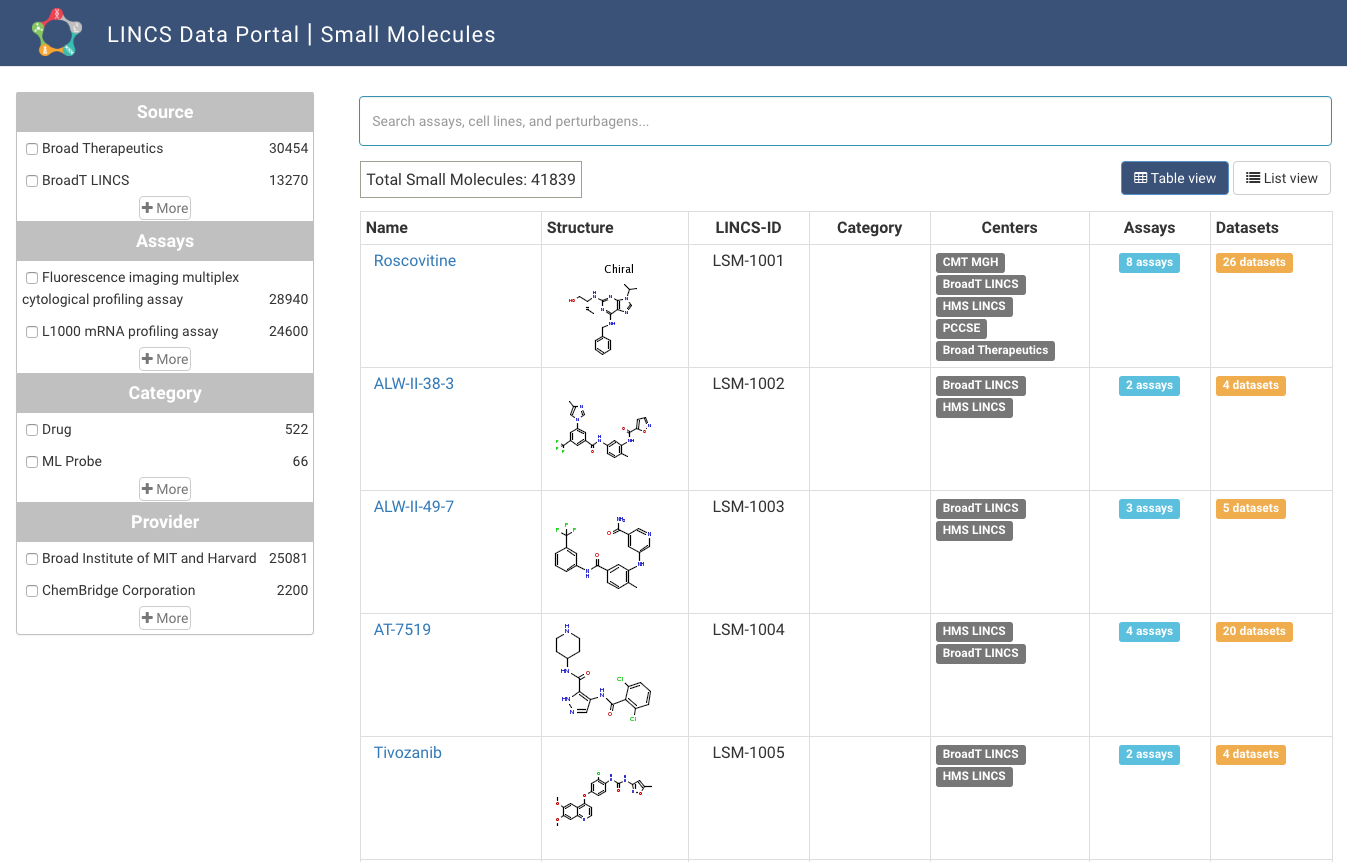 LINCS Data Portal | Small Molecules
Source
Broad Therapeutics 30454
BroadT LINCS 13270
More
Assays
Fluorescence imaging multiplex
cytological profiling assay 28940
L1000 mRNA profiling assay 24600
More
Category
Drug 522
ML Probe 66
More
Provider
Broad Institute of MIT and Harvard 25081
ChemBridge Corporation 2200
More
Search assays, cell lines, and perturbagens...
Total Small Molecules: 41839
Table view
List view
Name Structure LINCS-ID Category Centers Assays Datasets
Roscovitine LSM-1001 CMT MGH 8 assays 26 datasets
Chiral
BroadT LINCS
HMS LINCS
PCCSE
Broad Therapeutics
ALW-II-38-3 LSM-1002 BroadT LINCS 2 assays 4 datasets
HMS LINCS
ALW-II-49-7 LSM-1003 BroadT LINCS 3 assays 5 datasets
HMS LINCS
AT-7519 LSM-1004 HMS LINCS 4 assays 20 datasets
BroadT LINCS
Tivozanib LSM-1005 BroadT LINCS 2 assays 4 datasets
HMS LINCS